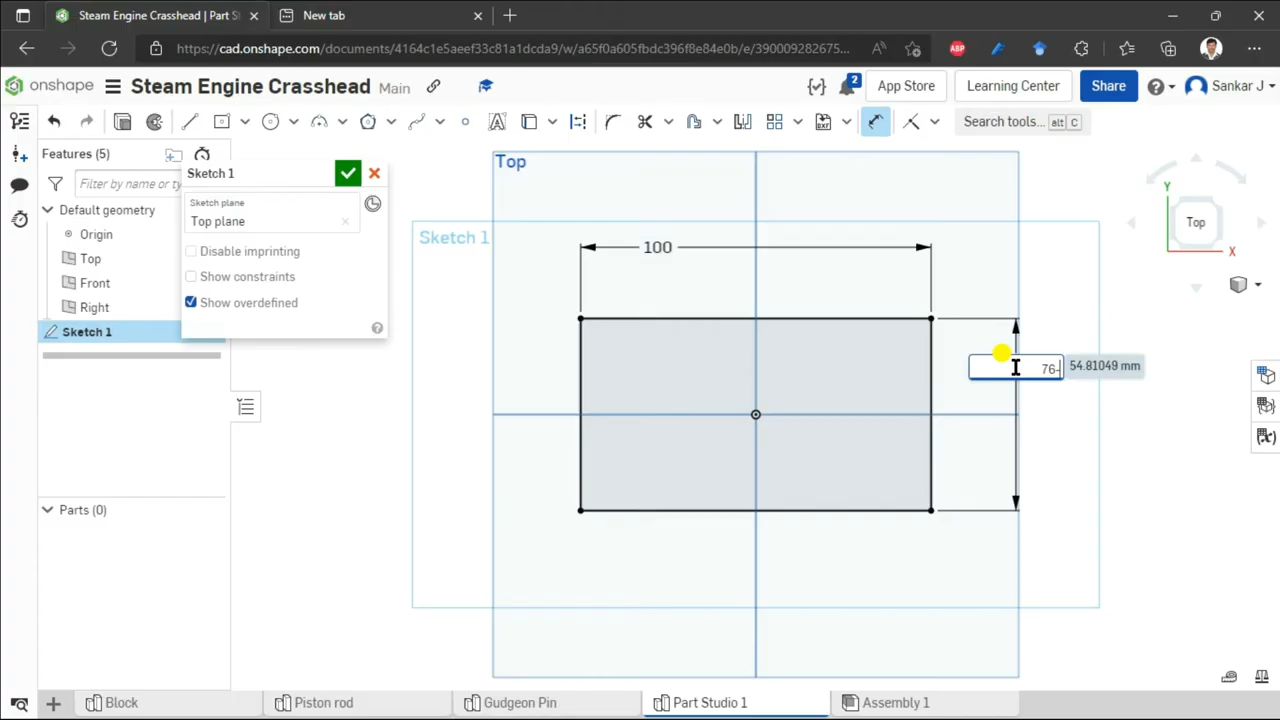 Steam Engine Crasshead | Part St
New tab
https://cad.onshape.com/documents/4164c1e5aeef33c81a1dcda9/w/a65f0a605fbdc396f8e84e0b/e/390009282675...
ABP
onshape
Steam Engine Crasshead
Main
2
App Store
Learning Center
Share
Sankar J
Search tools...
alt
C
Features (5)
Filter by name or ty
Default geometry
Origin
Top
Front
Right
Sketch 1
Parts (0)
Sketch 1
Sketch plane
Top plane
Disable imprinting
Show constraints
Show overdefined
Top
Sketch 1
100
76-
54.81049 mm
Y
Top
X
Block
Piston rod
Gudgeon Pin
Part Studio 1
Assembly 1